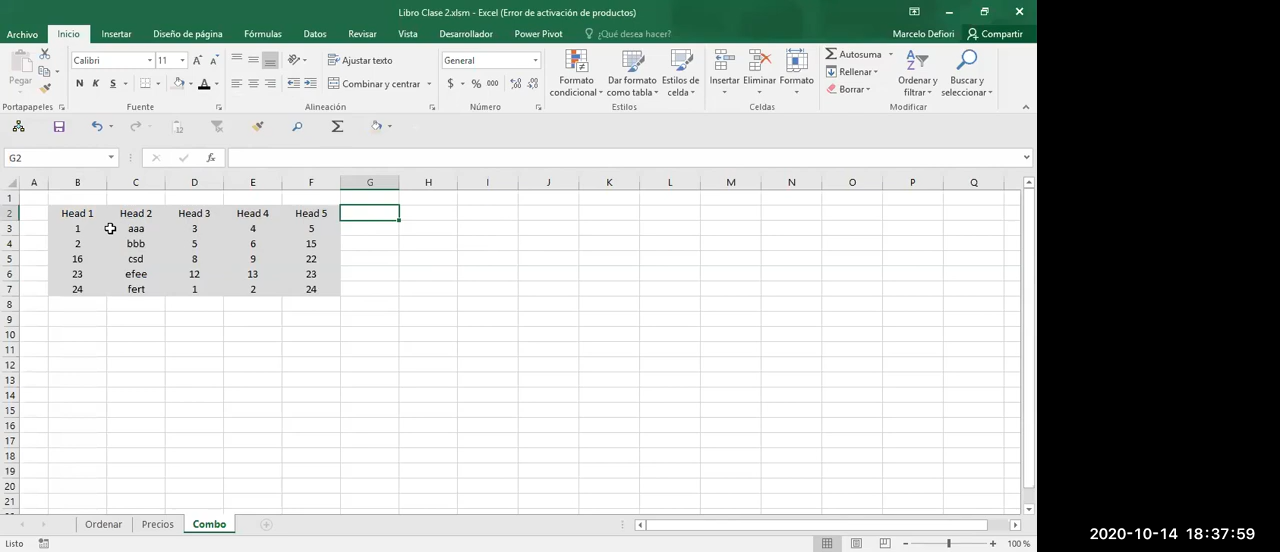 Libro Clase 2.xlsm - Excel (Error de activación de productos)
Archivo Inicio Insertar Diseño de página Fórmulas Datos Revisar Vista Desarrollador Power Pivot ¿Qué desea hacer? Marcelo Defiori Compartir
Pegar
Calibri 11
N K S
Ajustar texto
Combinar y centrar
General
$ % 000
Formato condicional
Dar formato como tabla
Estilos de celda
Insertar Eliminar Formato
Autosuma
Rellenar
Borrar
Ordenar y filtrar
Buscar y seleccionar
Portapapeles Fuente Alineación Número Estilos Celdas Modificar
G2 fx
A B C D E F G H I J K L M N O P Q
1
2 Head 1 Head 2 Head 3 Head 4 Head 5
3 1 aaa 3 4 5
4 2 bbb 5 6 15
5 16 csd 8 9 22
6 23 efee 12 13 23
7 24 fert 1 2 24
8
9
10
11
12
13
14
15
16
17
18
19
20
21
Ordenar Precios Combo
Listo 100 %
2020-10-14 18:37:59